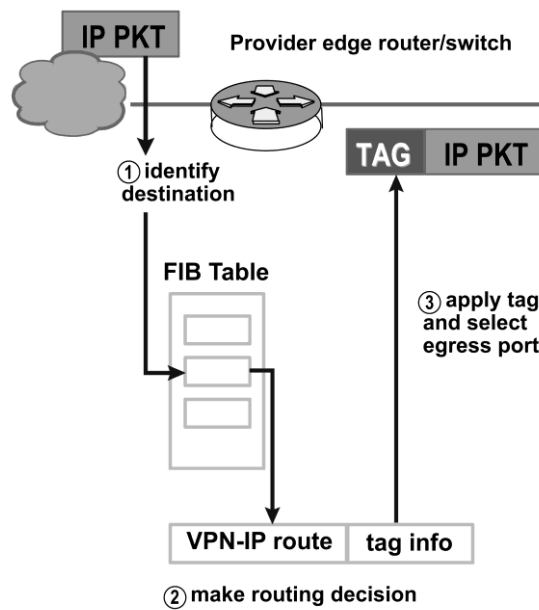 IP PKT
Provider edge router/switch
TAG IP PKT
① identify
destination
FIB Table
③ apply tag
and select
egress port
VPN-IP route tag info
② make routing decision